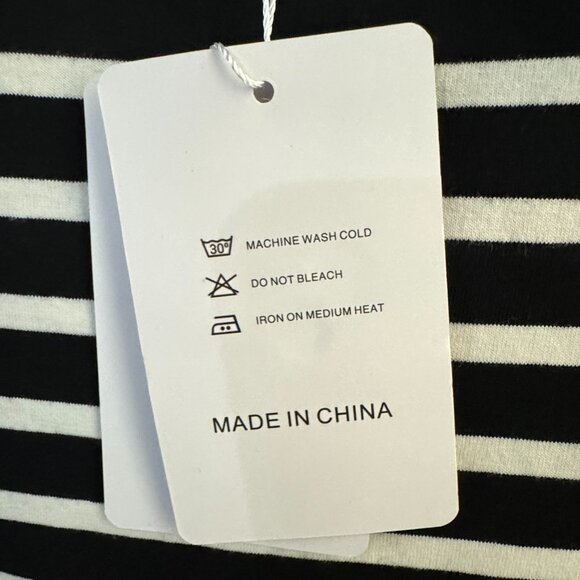 30° MACHINE WASH COLD
DO NOT BLEACH
IRON ON MEDIUM HEAT
MADE IN CHINA